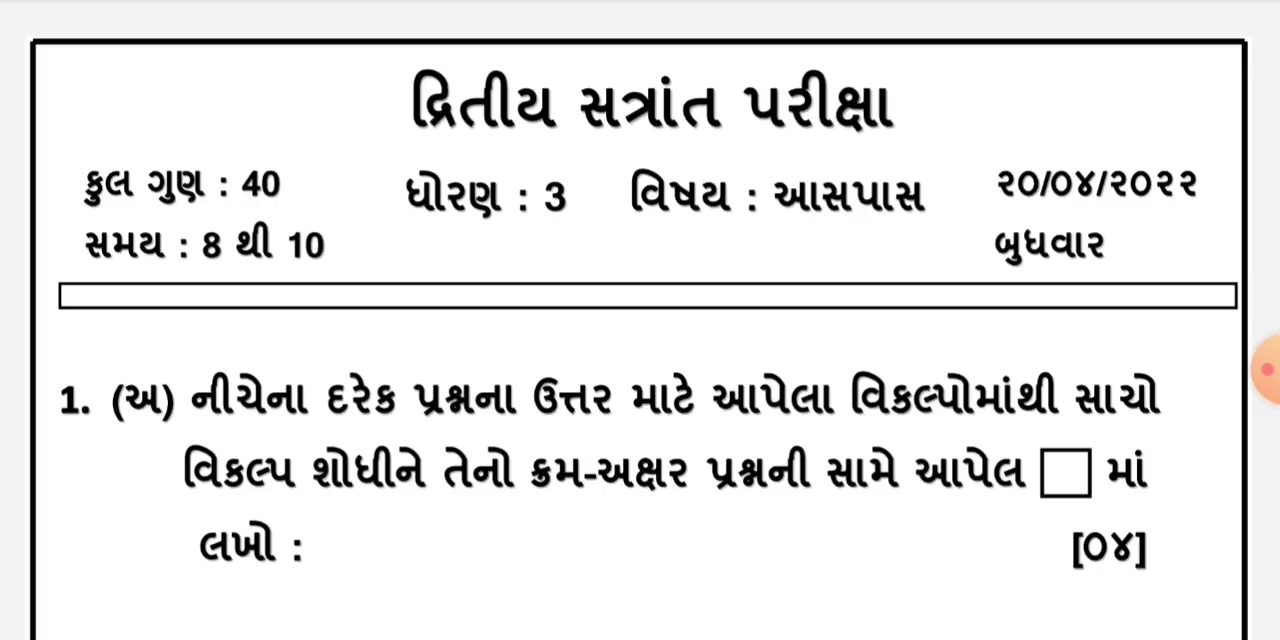 દ્વિતીય સત્રાંત પરીક્ષા
કુલ ગુણ : 40 ધોરણ : 3 વિષય : આસપાસ ૨૦/૦૪/૨૦૨૨
સમય : 8 થી 10 બુધવાર
1. (અ) નીચેના દરેક પ્રશ્નના ઉત્તર માટે આપેલા વિકલ્પોમાંથી સાચો
વિકલ્પ શોધીને તેનો ક્રમ-અક્ષર પ્રશ્નની સામે આપેલ □ માં
લખો : [૦૪]